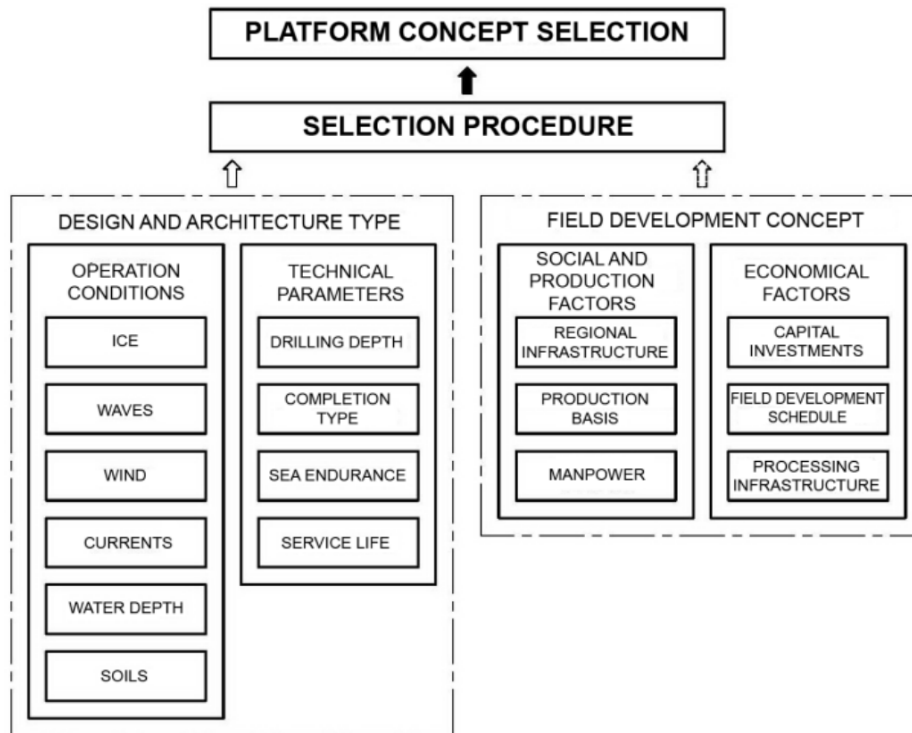 PLATFORM CONCEPT SELECTION
SELECTION PROCEDURE
DESIGN AND ARCHITECTURE TYPE
OPERATION
CONDITIONS
ICE
WAVES
WIND
CURRENTS
WATER DEPTH
SOILS
TECHNICAL
PARAMETERS
DRILLING DEPTH
COMPLETION
TYPE
SEA ENDURANCE
SERVICE LIFE
FIELD DEVELOPMENT CONCEPT
SOCIAL AND
PRODUCTION
FACTORS
REGIONAL
INFRASTRUCTURE
PRODUCTION
BASIS
MANPOWER
ECONOMICAL
FACTORS
CAPITAL
INVESTMENTS
FIELD DEVELOPMENT
SCHEDULE
PROCESSING
INFRASTRUCTURE